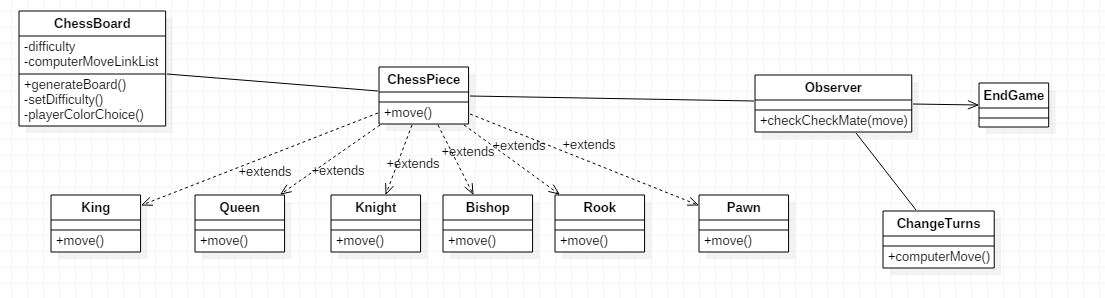 ChessBoard
-difficulty
-computerMoveLinkList
+generateBoard()
-setDifficulty()
-playerColorChoice()
ChessPiece
+move()
Observer
+checkCheckMate(move)
EndGame
+extends
+extends
+extends
+extends
+extends
+extends
King
+move()
Queen
+move()
Knight
+move()
Bishop
+move()
Rook
+move()
Pawn
+move()
ChangeTurns
+computerMove()